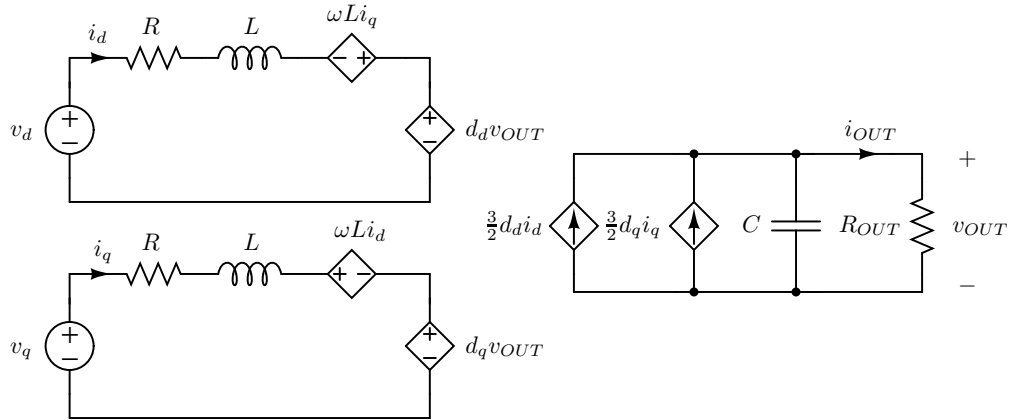 ωLi_q
i_d R L
− +
v_d + −
+ − d_d v_OUT
ωLi_d
i_q R L
+ −
v_q + −
+ − d_q v_OUT
i_OUT
+
3/2 d_d i_d 3/2 d_q i_q C R_OUT v_OUT
−